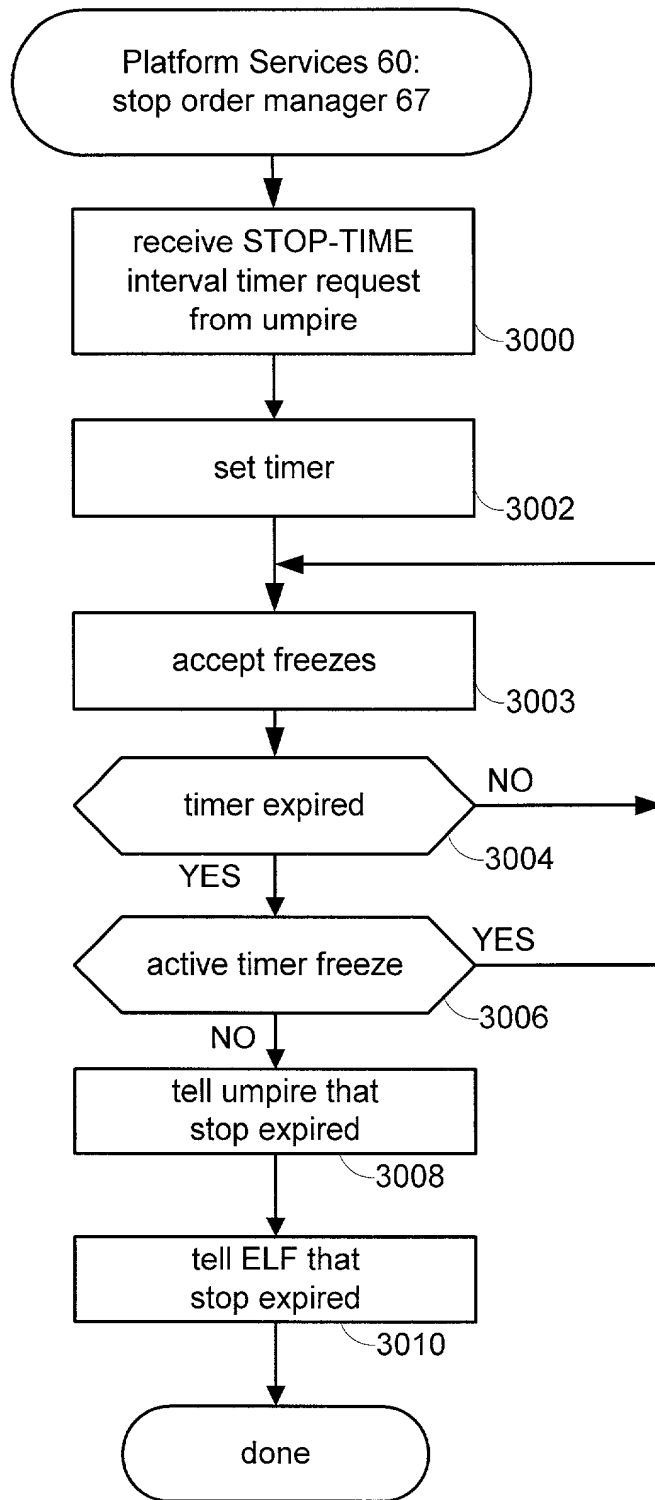 Platform Services 60:
stop order manager 67
receive STOP-TIME
interval timer request
from umpire
3000
set timer
3002
accept freezes
3003
timer expired
NO
3004
YES
active timer freeze
YES
3006
NO
tell umpire that
stop expired
3008
tell ELF that
stop expired
3010
done